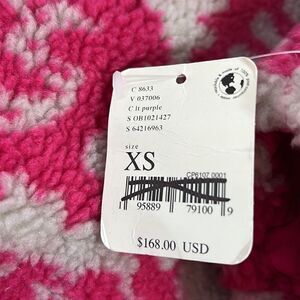 C 8633
V 037006
C lt purple
S OB1021427
S 64216963
size
XS
CP6107 0001
95889 79100 9
$168.00 USD